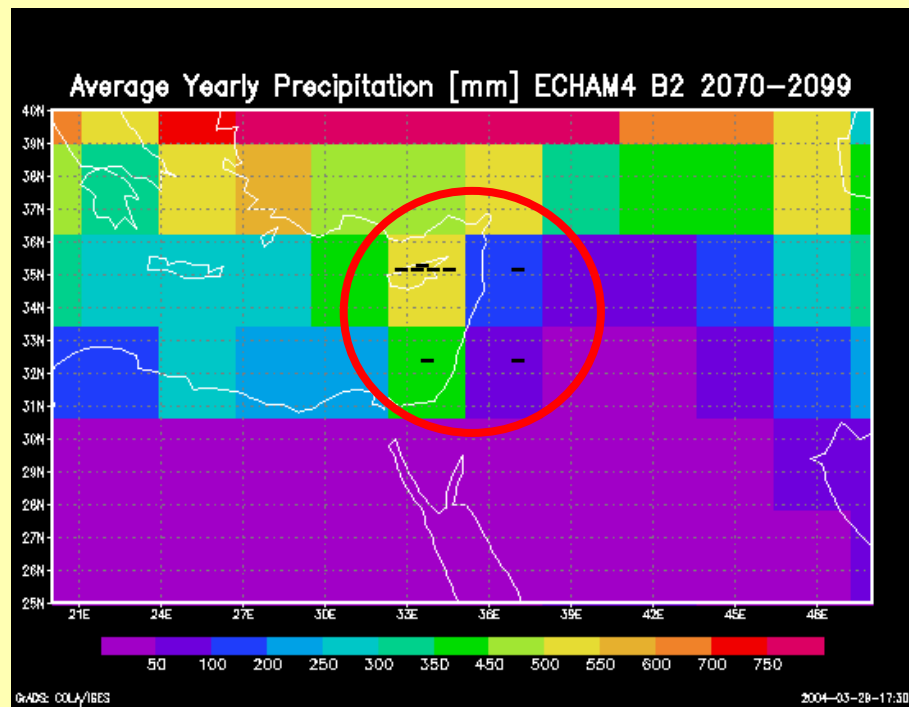 Average Yearly Precipitation [mm] ECHAM4 B2 2070-2099
40N
39N
38N
37N
36N
35N
34N
33N
32N
31N
30N
29N
28N
27N
26N
25N
21E 24E 27E 30E 33E 36E 39E 42E 45E 48E
50 100 200 250 300 350 450 500 550 600 700 750
GrADS: COLA/IGES 2004-03-29-17:30